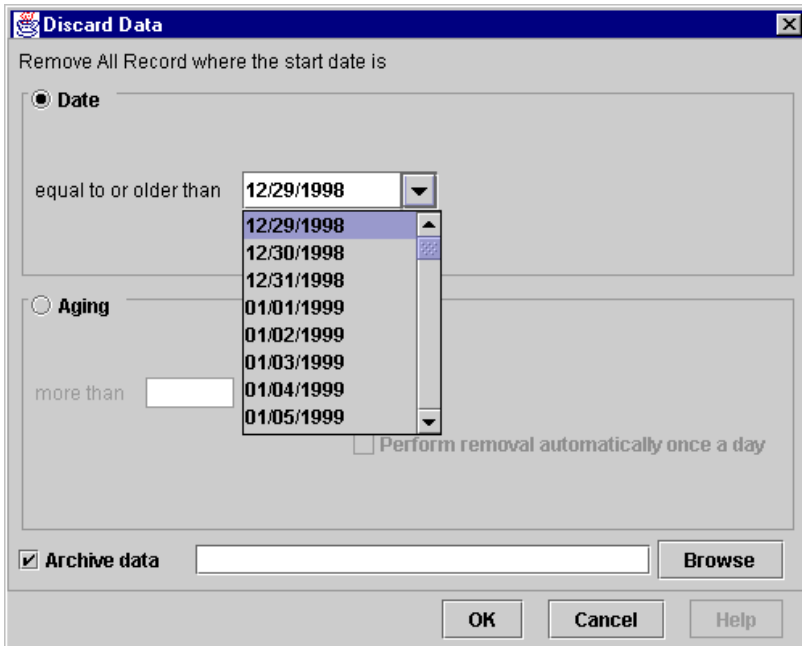 Discard Data
Remove All Record where the start date is
Date
equal to or older than 12/29/1998
12/29/1998
12/30/1998
12/31/1998
01/01/1999
01/02/1999
01/03/1999
01/04/1999
01/05/1999
Aging
more than
Perform removal automatically once a day
Archive data Browse
OK Cancel Help